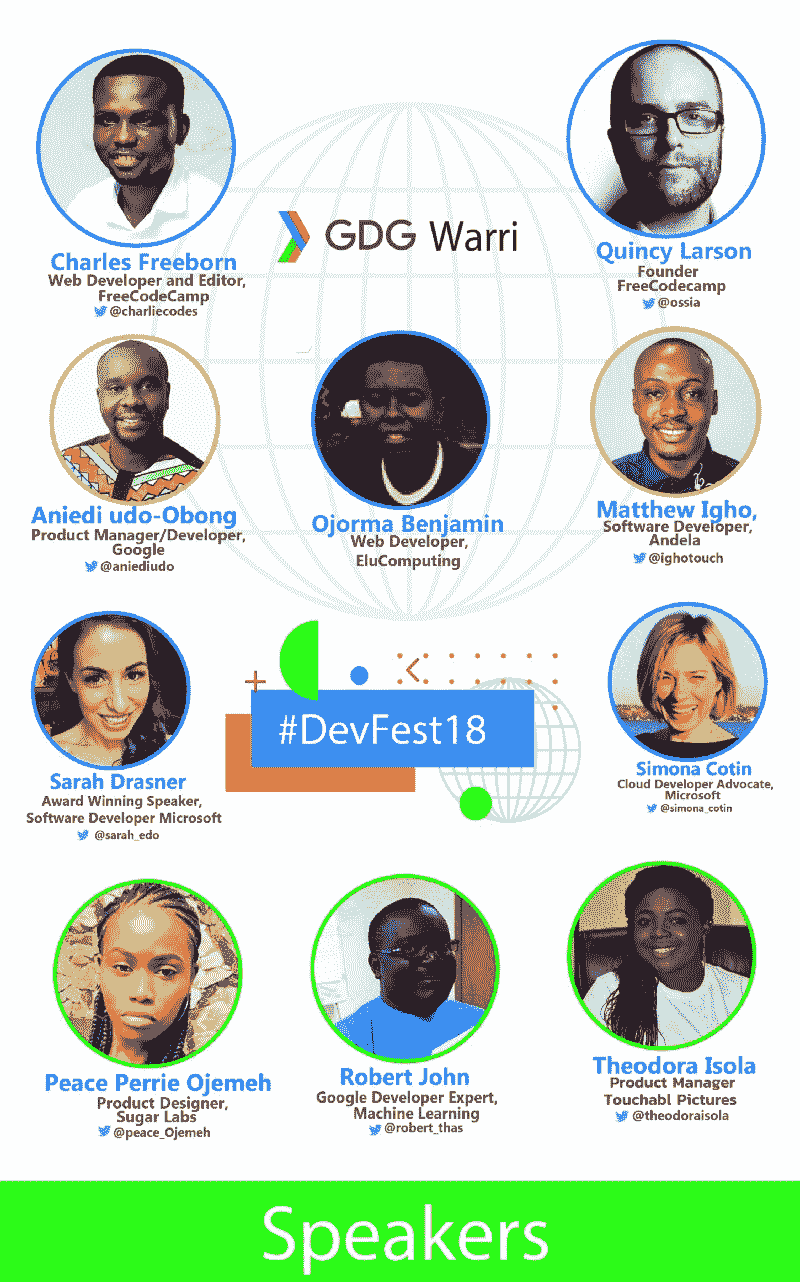 GDG Warri
Charles Freeborn
Web Developer and Editor,
FreeCodeCamp
@charliecodes
Quincy Larson
Founder
FreeCodecamp
@ossia
Aniedi udo-Obong
Product Manager/Developer,
Google
@aniediudo
Ojorma Benjamin
Web Developer,
EluComputing
Matthew Igho,
Software Developer,
Andela
@ighotouch
#DevFest18
Sarah Drasner
Award Winning Speaker,
Software Developer Microsoft
@sarah_edo
Simona Cotin
Cloud Developer Advocate,
Microsoft
@simona_cotin
Peace Perrie Ojemeh
Product Designer,
Sugar Labs
@peace_Ojemeh
Robert John
Google Developer Expert,
Machine Learning
@robert_thas
Theodora Isola
Product Manager
Touchabl Pictures
@theodoraisola
Speakers